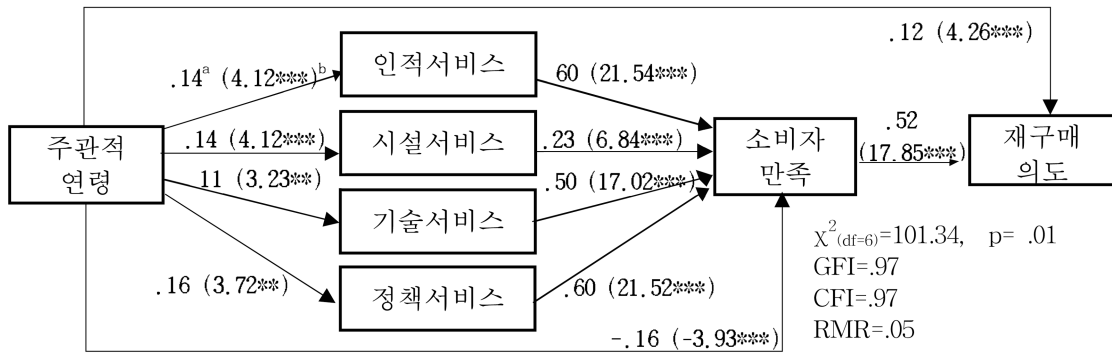 .12 (4.26***)
인적서비스
.14ᵃ (4.12***)ᵇ
.60 (21.54***)
주관적
연령
.14 (4.12***)
시설서비스
.23 (6.84***)
소비자
만족
.52
(17.85***)
재구매
의도
.11 (3.23**)
기술서비스
.50 (17.02***)
.16 (3.72**)
정책서비스
.60 (21.52***)
-.16 (-3.93***)
χ²(df=6)=101.34, p= .01
GFI=.97
CFI=.97
RMR=.05